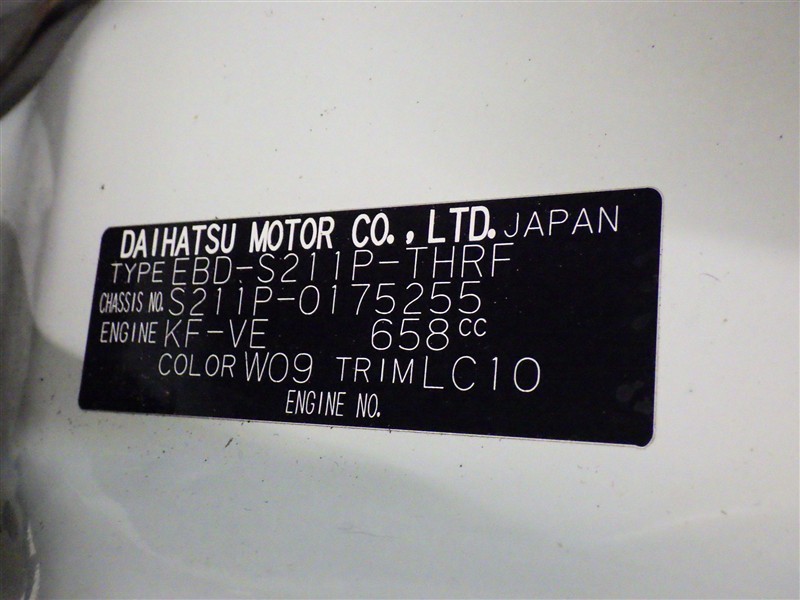 DAIHATSU MOTOR CO., LTD. JAPAN
TYPE EBD-S211P-THRF
CHASSIS NO. S211P-0175255
ENGINE KF-VE 658cc
COLOR W09 TRIM LC10
ENGINE NO.